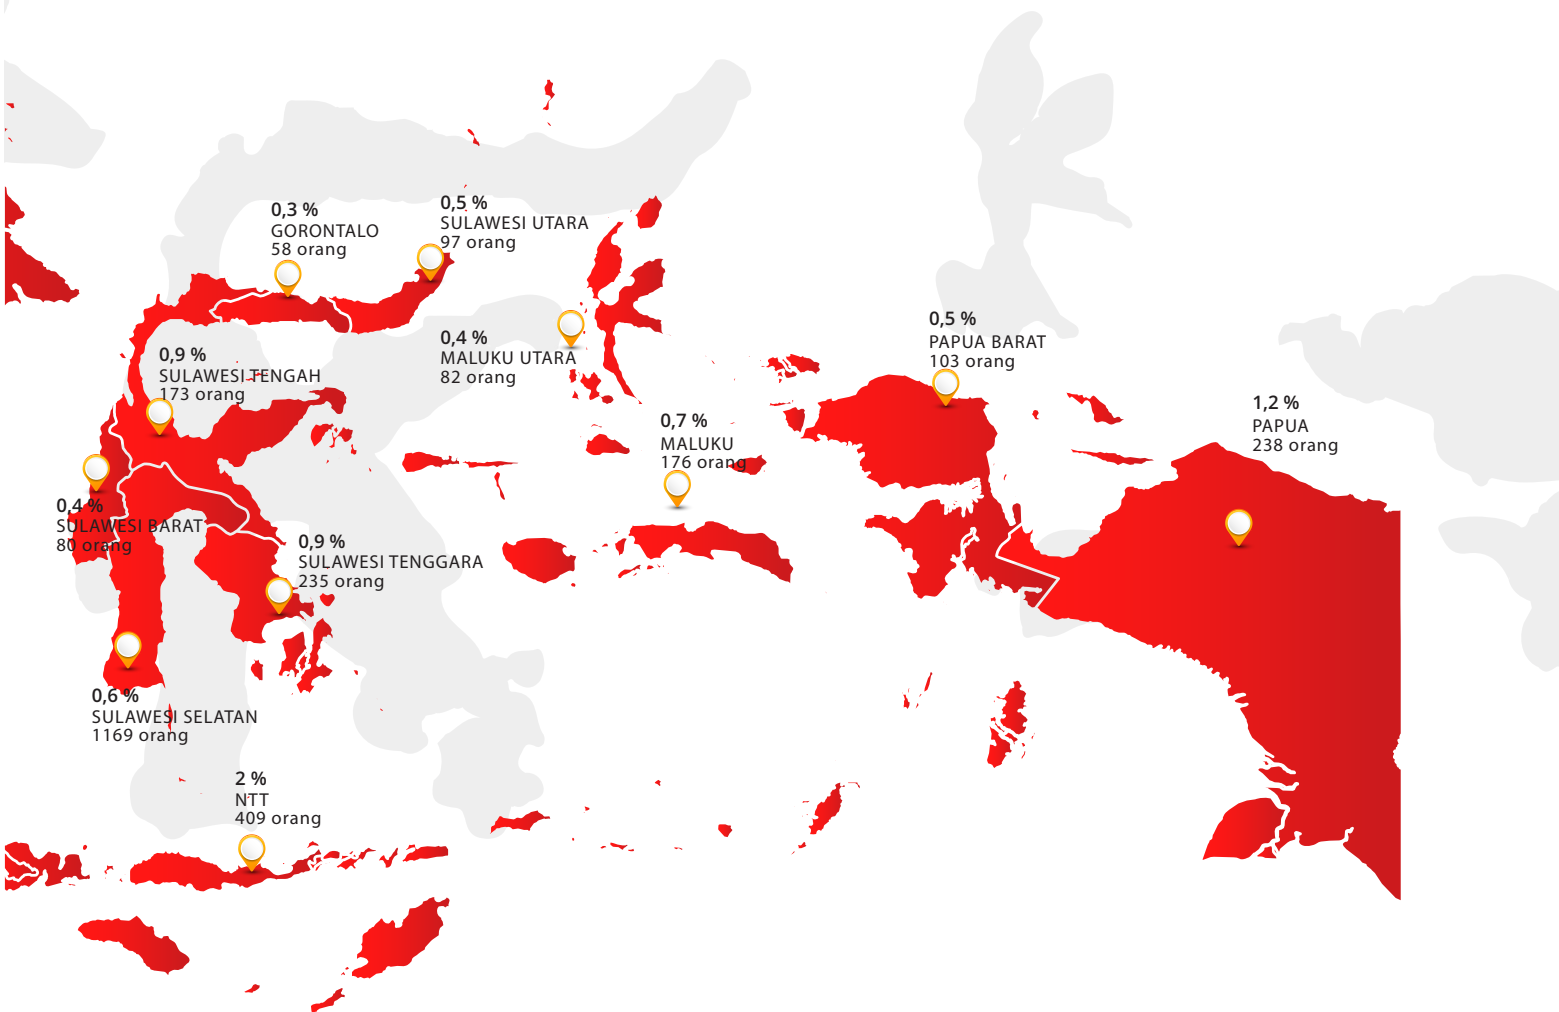 0,3 %
GORONTALO
58 orang
0,5 %
SULAWESI UTARA
97 orang
0,4 %
MALUKU UTARA
82 orang
0,9 %
SULAWESI TENGAH
173 orang
0,5 %
PAPUA BARAT
103 orang
1,2 %
PAPUA
238 orang
0,7 %
MALUKU
176 orang
0,4 %
SULAWESI BARAT
80 orang
0,9 %
SULAWESI TENGGARA
235 orang
0,6 %
SULAWESI SELATAN
1169 orang
2 %
NTT
409 orang